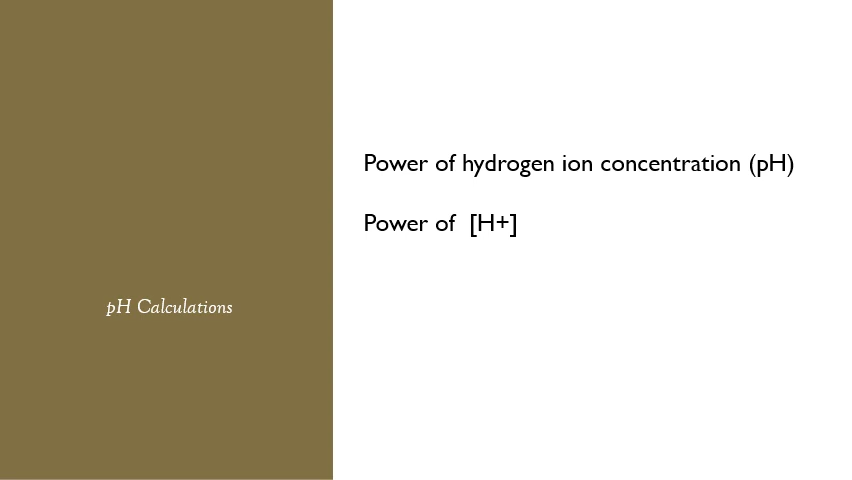 pH Calculations
Power of hydrogen ion concentration (pH)
Power of  [H+]